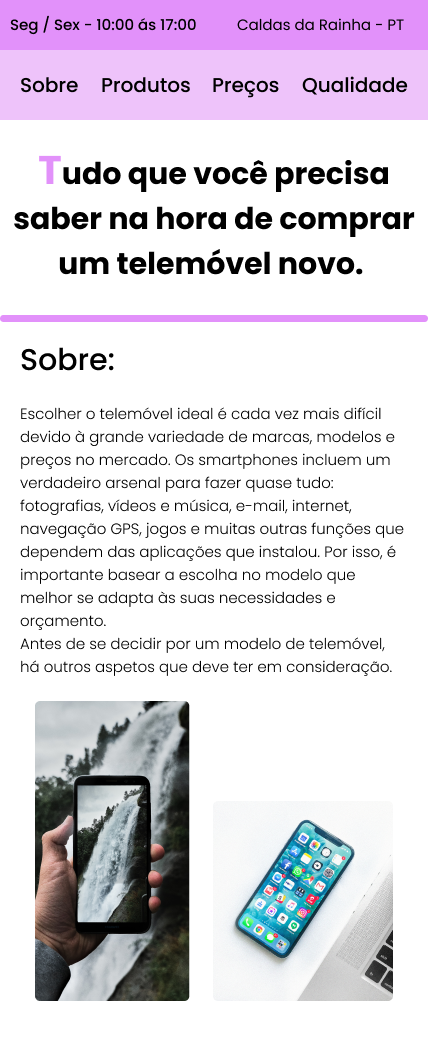 Seg / Sex - 10:00 ás 17:00 Caldas da Rainha - PT
Sobre Produtos Preços Qualidade
Tudo que você precisa
saber na hora de comprar
um telemóvel novo.
Sobre:
Escolher o telemóvel ideal é cada vez mais difícil
devido à grande variedade de marcas, modelos e
preços no mercado. Os smartphones incluem um
verdadeiro arsenal para fazer quase tudo:
fotografias, vídeos e música, e-mail, internet,
navegação GPS, jogos e muitas outras funções que
dependem das aplicações que instalou. Por isso, é
importante basear a escolha no modelo que
melhor se adapta às suas necessidades e
orçamento.
Antes de se decidir por um modelo de telemóvel,
há outros aspetos que deve ter em consideração.